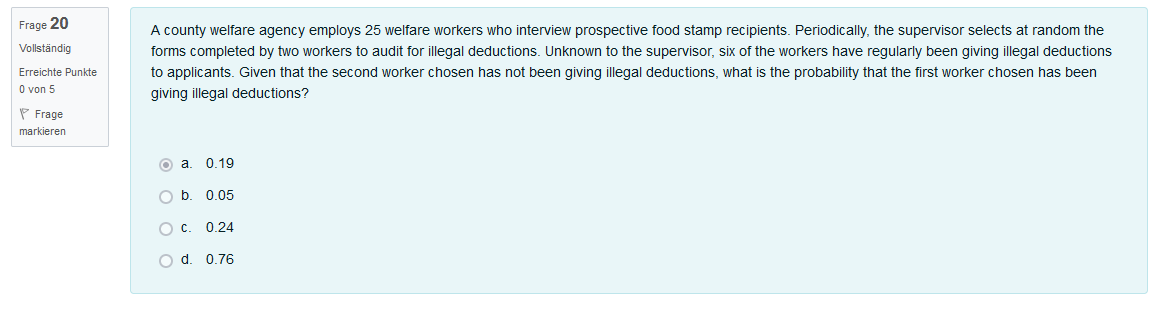 Frage 20
Vollständig
Erreichte Punkte
0 von 5
Frage
markieren
A county welfare agency employs 25 welfare workers who interview prospective food stamp recipients. Periodically, the supervisor selects at random the
forms completed by two workers to audit for illegal deductions. Unknown to the supervisor, six of the workers have regularly been giving illegal deductions
to applicants. Given that the second worker chosen has not been giving illegal deductions, what is the probability that the first worker chosen has been
giving illegal deductions?
a. 0.19
b. 0.05
c. 0.24
d. 0.76